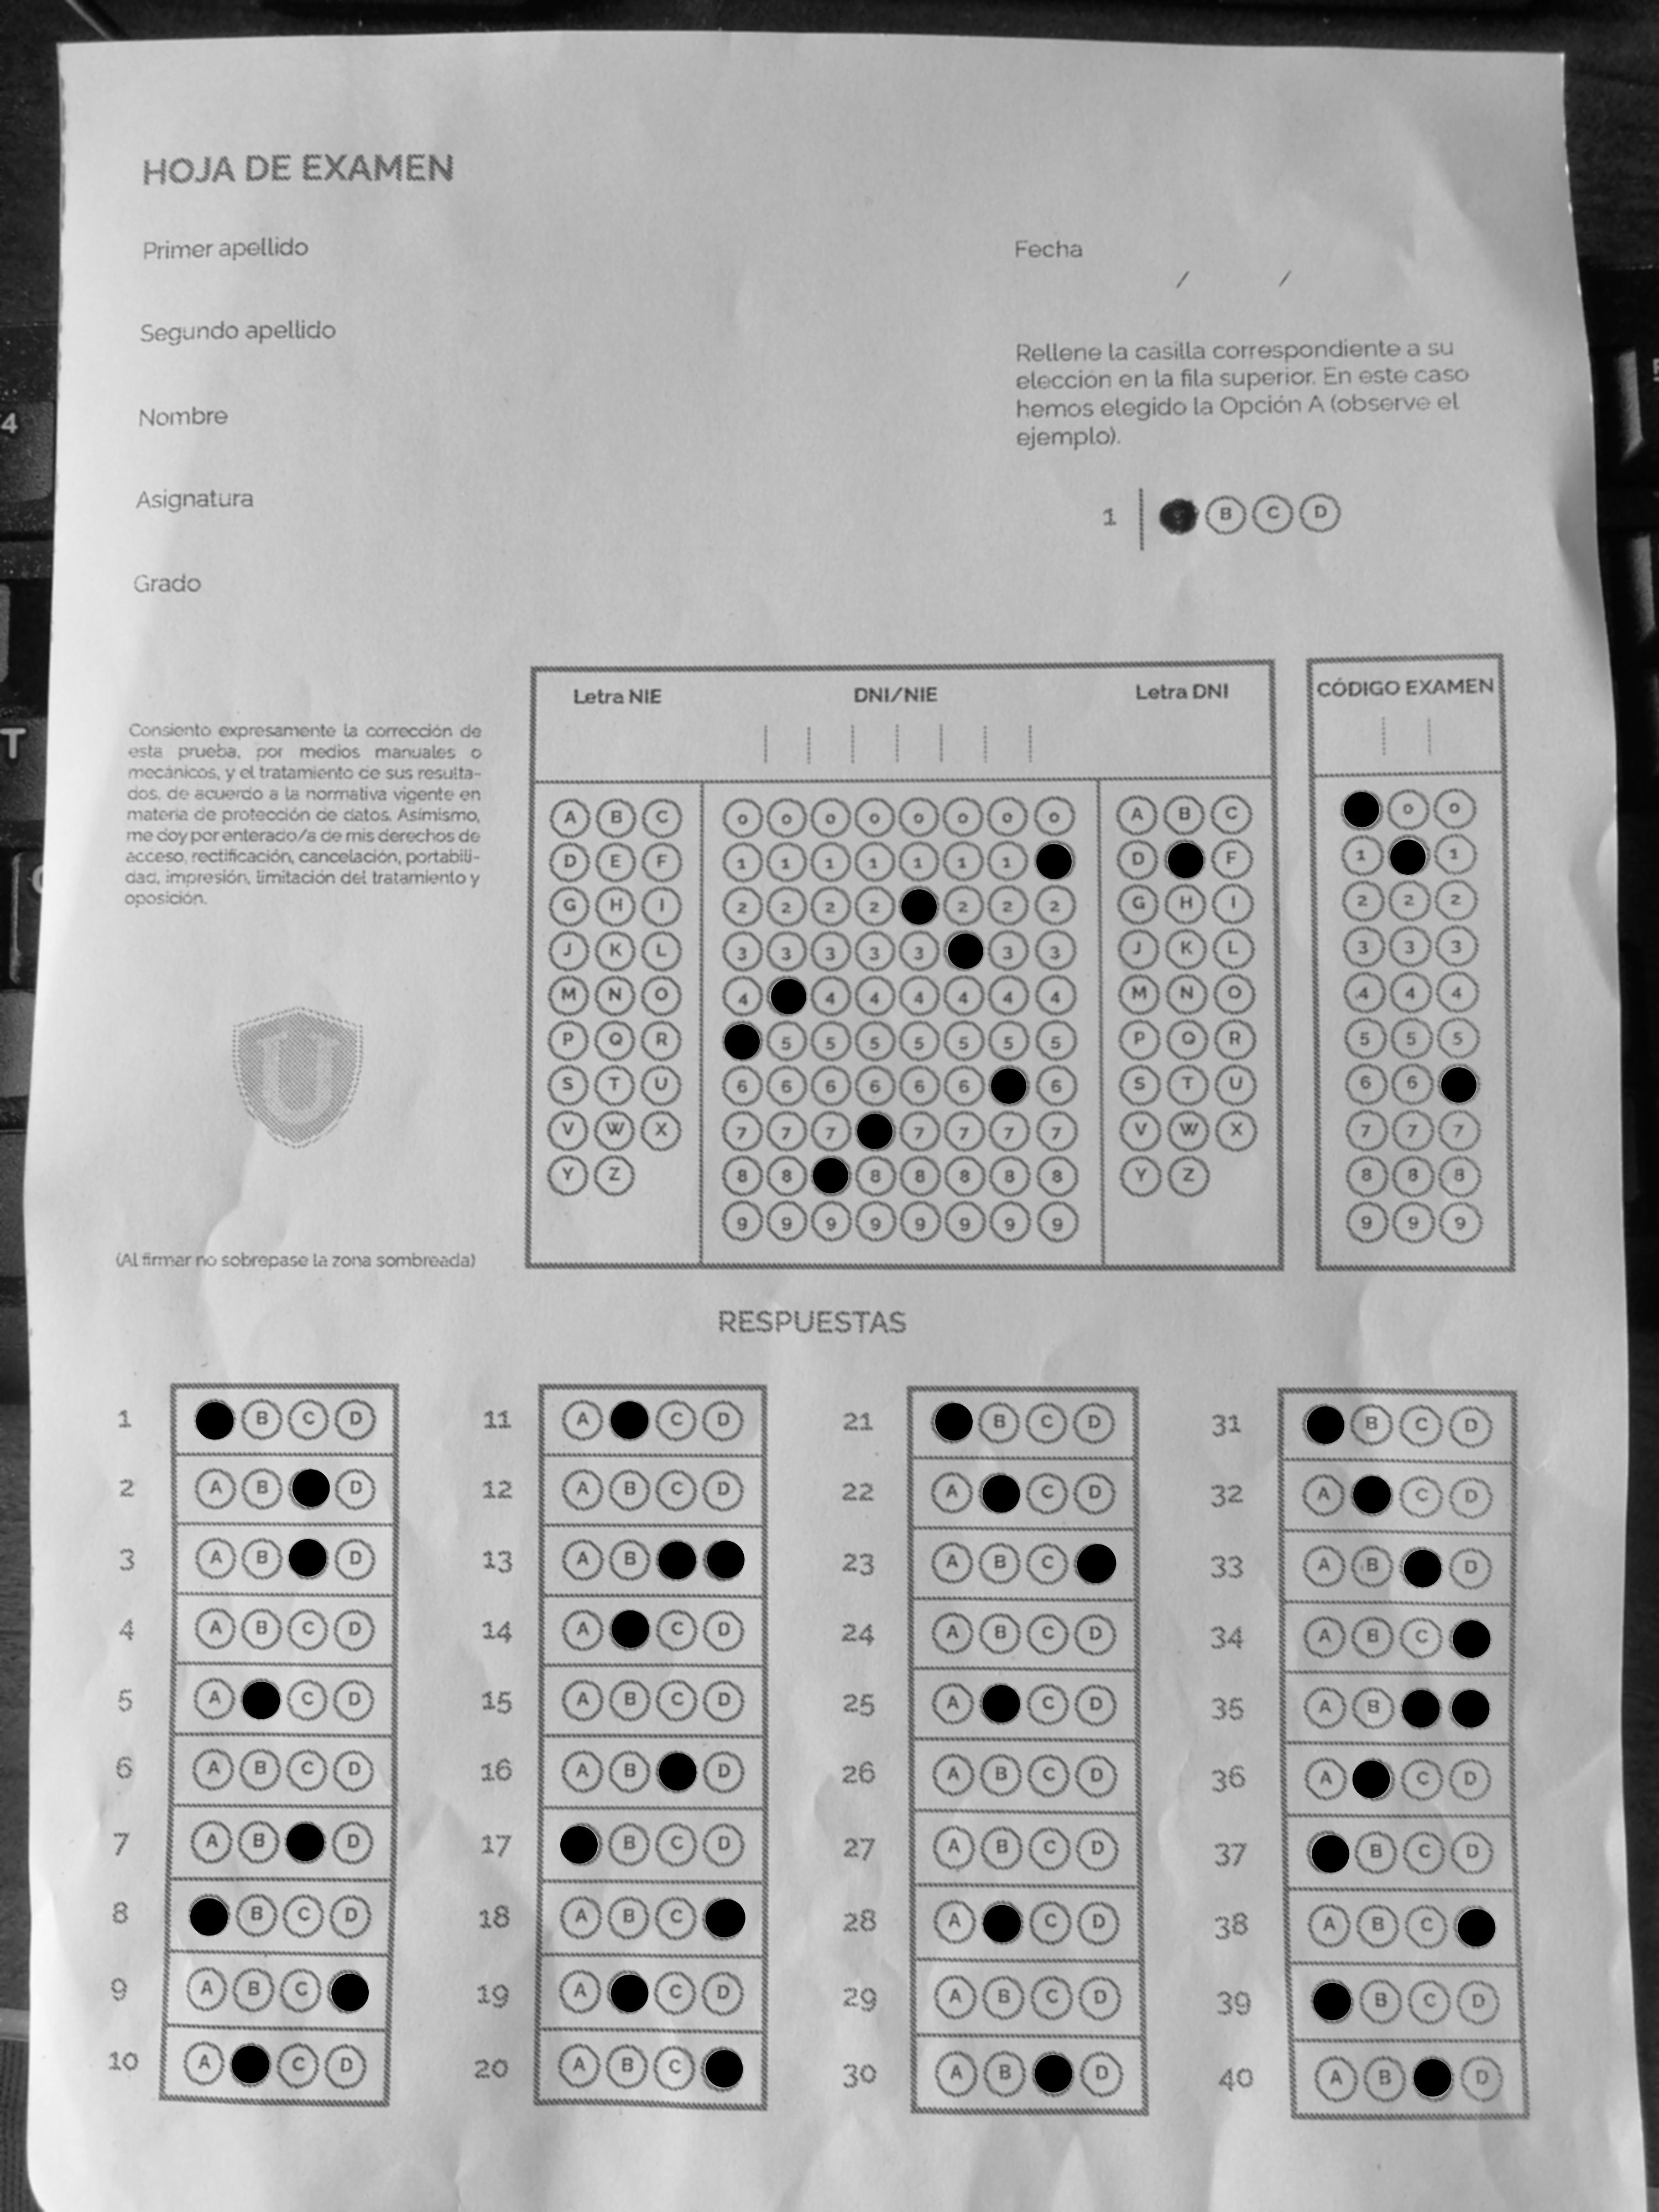 HOJA DE EXAMEN
Primer apellido
Fecha
/ /
Segundo apellido
Rellene la casilla correspondiente a su
elección en la fila superior. En este caso
hemos elegido la Opción A (observe el
ejemplo).
Nombre
Asignatura
1 B C D
Grado
Letra NIE DNI/NIE Letra DNI CÓDIGO EXAMEN
Consiento expresamente la corrección de
esta prueba, por medios manuales o
mecánicos, y el tratamiento de sus resulta-
dos, de acuerdo a la normativa vigente en
materia de protección de datos. Asimismo,
me doy por enterado/a de mis derechos de
acceso, rectificación, cancelación, portabili-
dad, impresión, limitación del tratamiento y
oposición.
A B C 0 0 0 0 0 0 0 0 A B C 0 0
D E F 1 1 1 1 1 1 1 D F 1 1
G H I 2 2 2 2 2 2 2 G H I 2 2 2
J K L 3 3 3 3 3 3 3 J K L 3 3 3
M N O 4 4 4 4 4 4 4 M N O 4 4 4
P Q R 5 5 5 5 5 5 5 P Q R 5 5 5
S T U 6 6 6 6 6 6 6 S T U 6 6
V W X 7 7 7 7 7 7 7 V W X 7 7 7
Y Z 8 8 8 8 8 8 8 Y Z 8 8 8
9 9 9 9 9 9 9 9 9 9 9
U
(Al firmar no sobrepase la zona sombreada)
RESPUESTAS
1 B C D
2 A B D
3 A B D
4 A B C D
5 A C D
6 A B C D
7 A B D
8 B C D
9 A B C
10 A C D
11 A C D
12 A B C D
13 A B
14 A C D
15 A B C D
16 A B D
17 B C D
18 A B C
19 A C D
20 A B C
21 B C D
22 A C D
23 A B C
24 A B C D
25 A C D
26 A B C D
27 A B C D
28 A C D
29 A B C D
30 A B D
31 B C D
32 A C D
33 A B D
34 A B C
35 A B
36 A C D
37 B C D
38 A B C
39 B C D
40 A B D
4
T